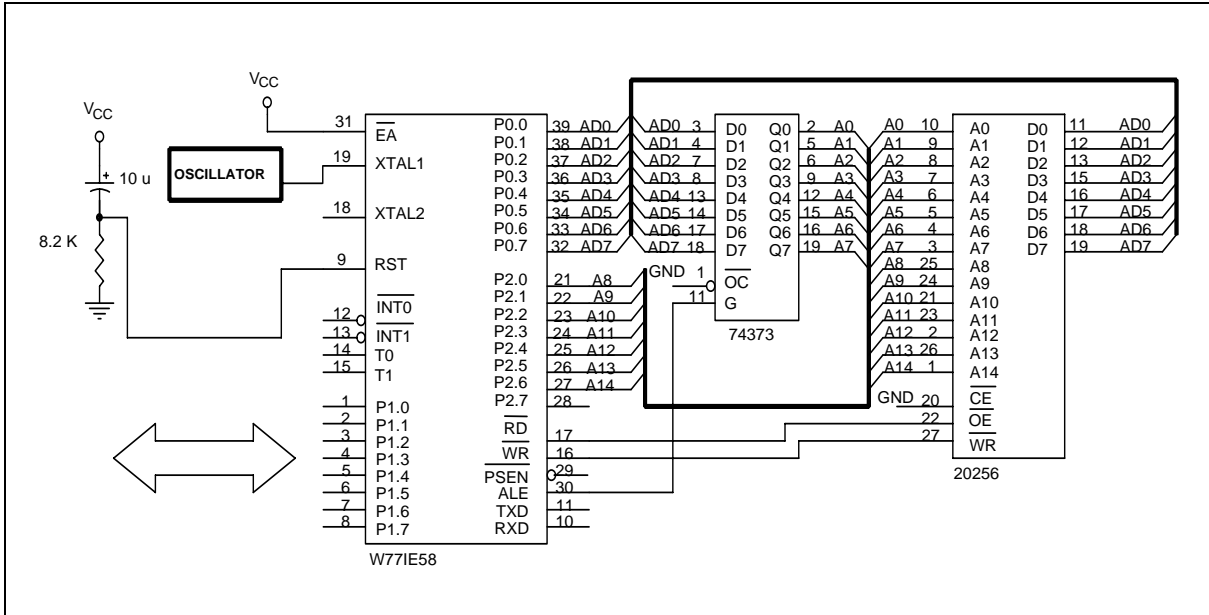 VCC
VCC
+
10 u
8.2 K
OSCILLATOR
31 EA
19 XTAL1
18 XTAL2
9 RST
12 INT0
13 INT1
14 T0
15 T1
1 P1.0
2 P1.1
3 P1.2
4 P1.3
5 P1.4
6 P1.5
7 P1.6
8 P1.7
P0.0 39 AD0
P0.1 38 AD1
P0.2 37 AD2
P0.3 36 AD3
P0.4 35 AD4
P0.5 34 AD5
P0.6 33 AD6
P0.7 32 AD7
P2.0 21 A8
P2.1 22 A9
P2.2 23 A10
P2.3 24 A11
P2.4 25 A12
P2.5 26 A13
P2.6 27 A14
P2.7 28
RD 17
WR 16
PSEN 29
ALE 30
TXD 11
RXD 10
W77IE58
AD0 3 D0 Q0 2 A0
AD1 4 D1 Q1 5 A1
AD2 7 D2 Q2 6 A2
AD3 8 D3 Q3 9 A3
AD4 13 D4 Q4 12 A4
AD5 14 D5 Q5 15 A5
AD6 17 D6 Q6 16 A6
AD7 18 D7 Q7 19 A7
GND 1 OC
11 G
74373
A0 10 A0 D0 11 AD0
A1 9 A1 D1 12 AD1
A2 8 A2 D2 13 AD2
A3 7 A3 D3 15 AD3
A4 6 A4 D4 16 AD4
A5 5 A5 D5 17 AD5
A6 4 A6 D6 18 AD6
A7 3 A7 D7 19 AD7
A8 25 A8
A9 24 A9
A10 21 A10
A11 23 A11
A12 2 A12
A13 26 A13
A14 1 A14
GND 20 CE
22 OE
27 WR
20256